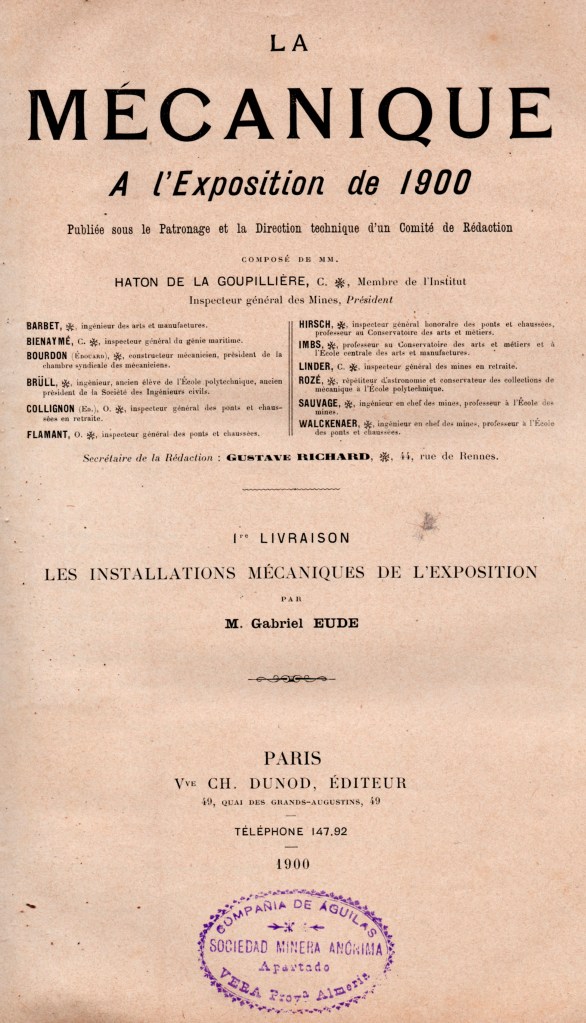 LA
MÉCANIQUE
A l'Exposition de 1900
Publiée sous le Patronage et la Direction technique d'un Comité de Rédaction
COMPOSÉ DE MM.
HATON DE LA GOUPILLIÈRE, C. ✻, Membre de l'Institut
Inspecteur général des Mines, Président
BARBET, ✻, ingénieur des arts et manufactures.
BIENAYMÉ, C. ✻, inspecteur général du génie maritime.
BOURDON (ÉDOUARD), ✻, constructeur mécanicien, président de la
chambre syndicale des mécaniciens.
BRÜLL, ✻, ingénieur, ancien élève de l'École polytechnique, ancien
président de la Société des Ingénieurs civils.
COLLIGNON (ED.), O. ✻, inspecteur général des ponts et chaus-
sées en retraite.
FLAMANT, O. ✻, inspecteur général des ponts et chaussées.
HIRSCH, ✻, inspecteur général honoraire des ponts et chaussées,
professeur au Conservatoire des arts et métiers.
IMBS, ✻, professeur au Conservatoire des arts et métiers et à
l'École centrale des arts et manufactures.
LINDER, C. ✻, inspecteur général des mines en retraite.
ROZÉ, ✻, répétiteur d'astronomie et conservateur des collections de
mécanique à l'École polytechnique.
SAUVAGE, ✻, ingénieur en chef des mines, professeur à l'École des
mines.
WALCKENAER, ✻, ingénieur en chef des mines, professeur à l'École
des ponts et chaussées.
Secrétaire de la Rédaction : GUSTAVE RICHARD, ✻, 44, rue de Rennes.
Ire LIVRAISON
LES INSTALLATIONS MÉCANIQUES DE L'EXPOSITION
PAR
M. Gabriel EUDE
PARIS
Vve CH. DUNOD, ÉDITEUR
49, QUAI DES GRANDS-AUGUSTINS, 49
TÉLÉPHONE 147.92
1900
COMPAÑIA DE ÁGUILAS
SOCIEDAD MINERA ANÓNIMA
Apartado
VERA Provª Almeria